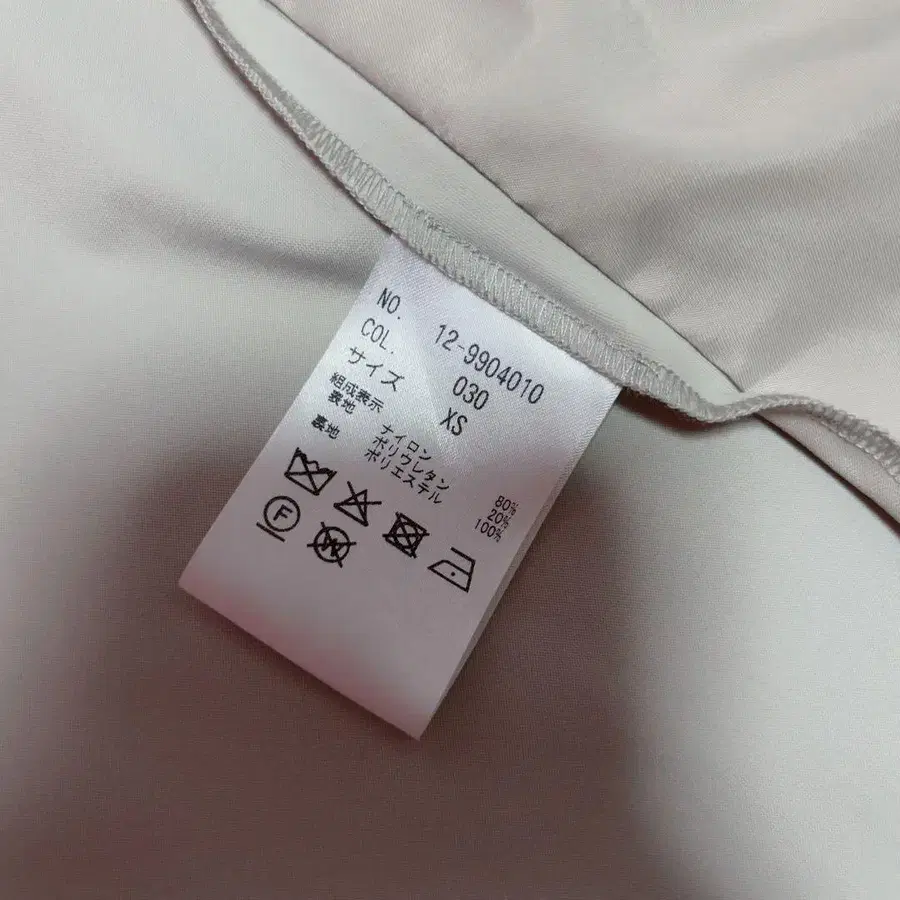 NO. 12-9904010
COL. 030
サイズ XS
組成表示
表地 ナイロン 80%
ポリウレタン 20%
裏地 ポリエステル 100%
F W